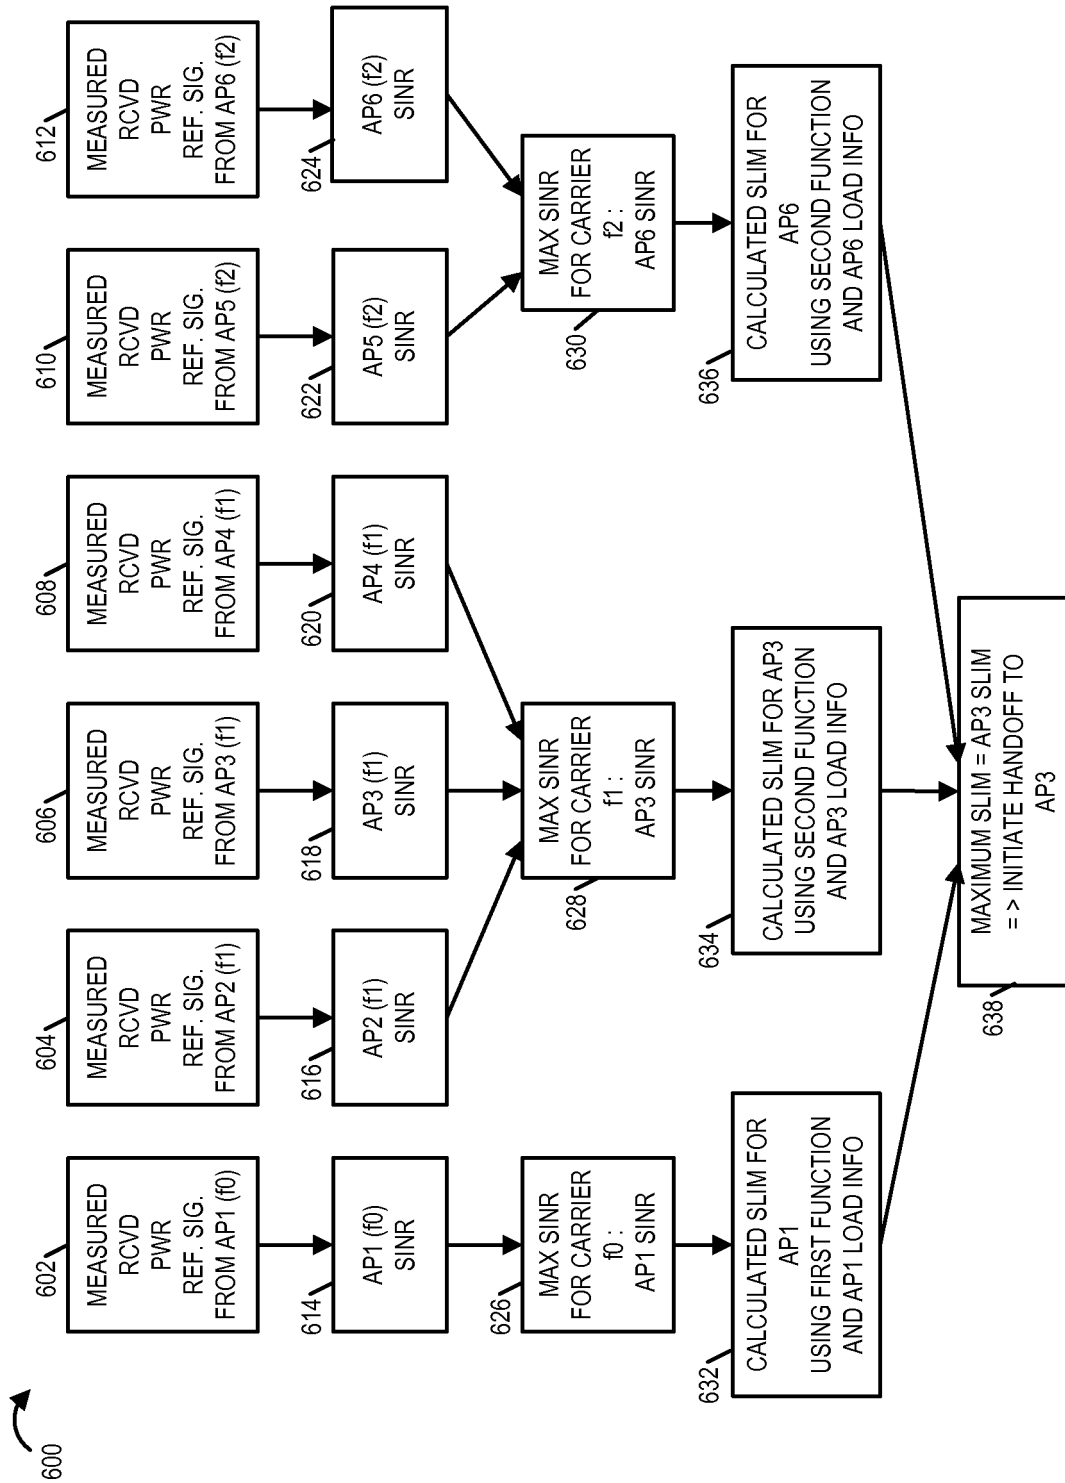 600
602
MEASURED
RCVD
PWR
REF. SIG.
FROM AP1 (f0)
604
MEASURED
RCVD
PWR
REF. SIG.
FROM AP2 (f1)
606
MEASURED
RCVD
PWR
REF. SIG.
FROM AP3 (f1)
608
MEASURED
RCVD
PWR
REF. SIG.
FROM AP4 (f1)
610
MEASURED
RCVD
PWR
REF. SIG.
FROM AP5 (f2)
612
MEASURED
RCVD
PWR
REF. SIG.
FROM AP6 (f2)
614
AP1 (f0)
SINR
616
AP2 (f1)
SINR
618
AP3 (f1)
SINR
620
AP4 (f1)
SINR
622
AP5 (f2)
SINR
624
AP6 (f2)
SINR
626
MAX SINR
FOR CARRIER
f0 :
AP1 SINR
628
MAX SINR
FOR CARRIER
f1 :
AP3 SINR
630
MAX SINR
FOR CARRIER
f2 :
AP6 SINR
632
CALCULATED SLIM FOR
AP1
USING FIRST FUNCTION
AND AP1 LOAD INFO
634
CALCULATED SLIM FOR AP3
USING SECOND FUNCTION
AND AP3 LOAD INFO
636
CALCULATED SLIM FOR
AP6
USING SECOND FUNCTION
AND AP6 LOAD INFO
638
MAXIMUM SLIM = AP3 SLIM
= > INITIATE HANDOFF TO
AP3